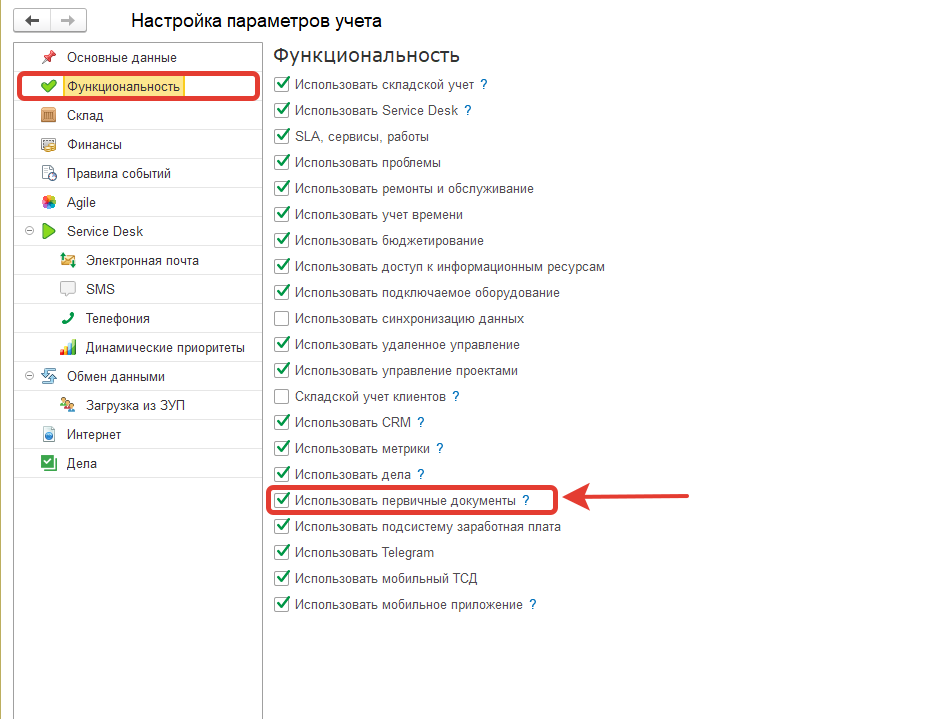 Настройка параметров учета
Основные данные
Функциональность
Склад
Финансы
Правила событий
Agile
Service Desk
Электронная почта
SMS
Телефония
Динамические приоритеты
Обмен данными
Загрузка из ЗУП
Интернет
Дела
Функциональность
Использовать складской учет ?
Использовать Service Desk ?
SLA, сервисы, работы
Использовать проблемы
Использовать ремонты и обслуживание
Использовать учет времени
Использовать бюджетирование
Использовать доступ к информационным ресурсам
Использовать подключаемое оборудование
Использовать синхронизацию данных
Использовать удаленное управление
Использовать управление проектами
Складской учет клиентов ?
Использовать CRM ?
Использовать метрики ?
Использовать дела ?
Использовать первичные документы ?
Использовать подсистему заработная плата
Использовать Telegram
Использовать мобильный ТСД
Использовать мобильное приложение ?